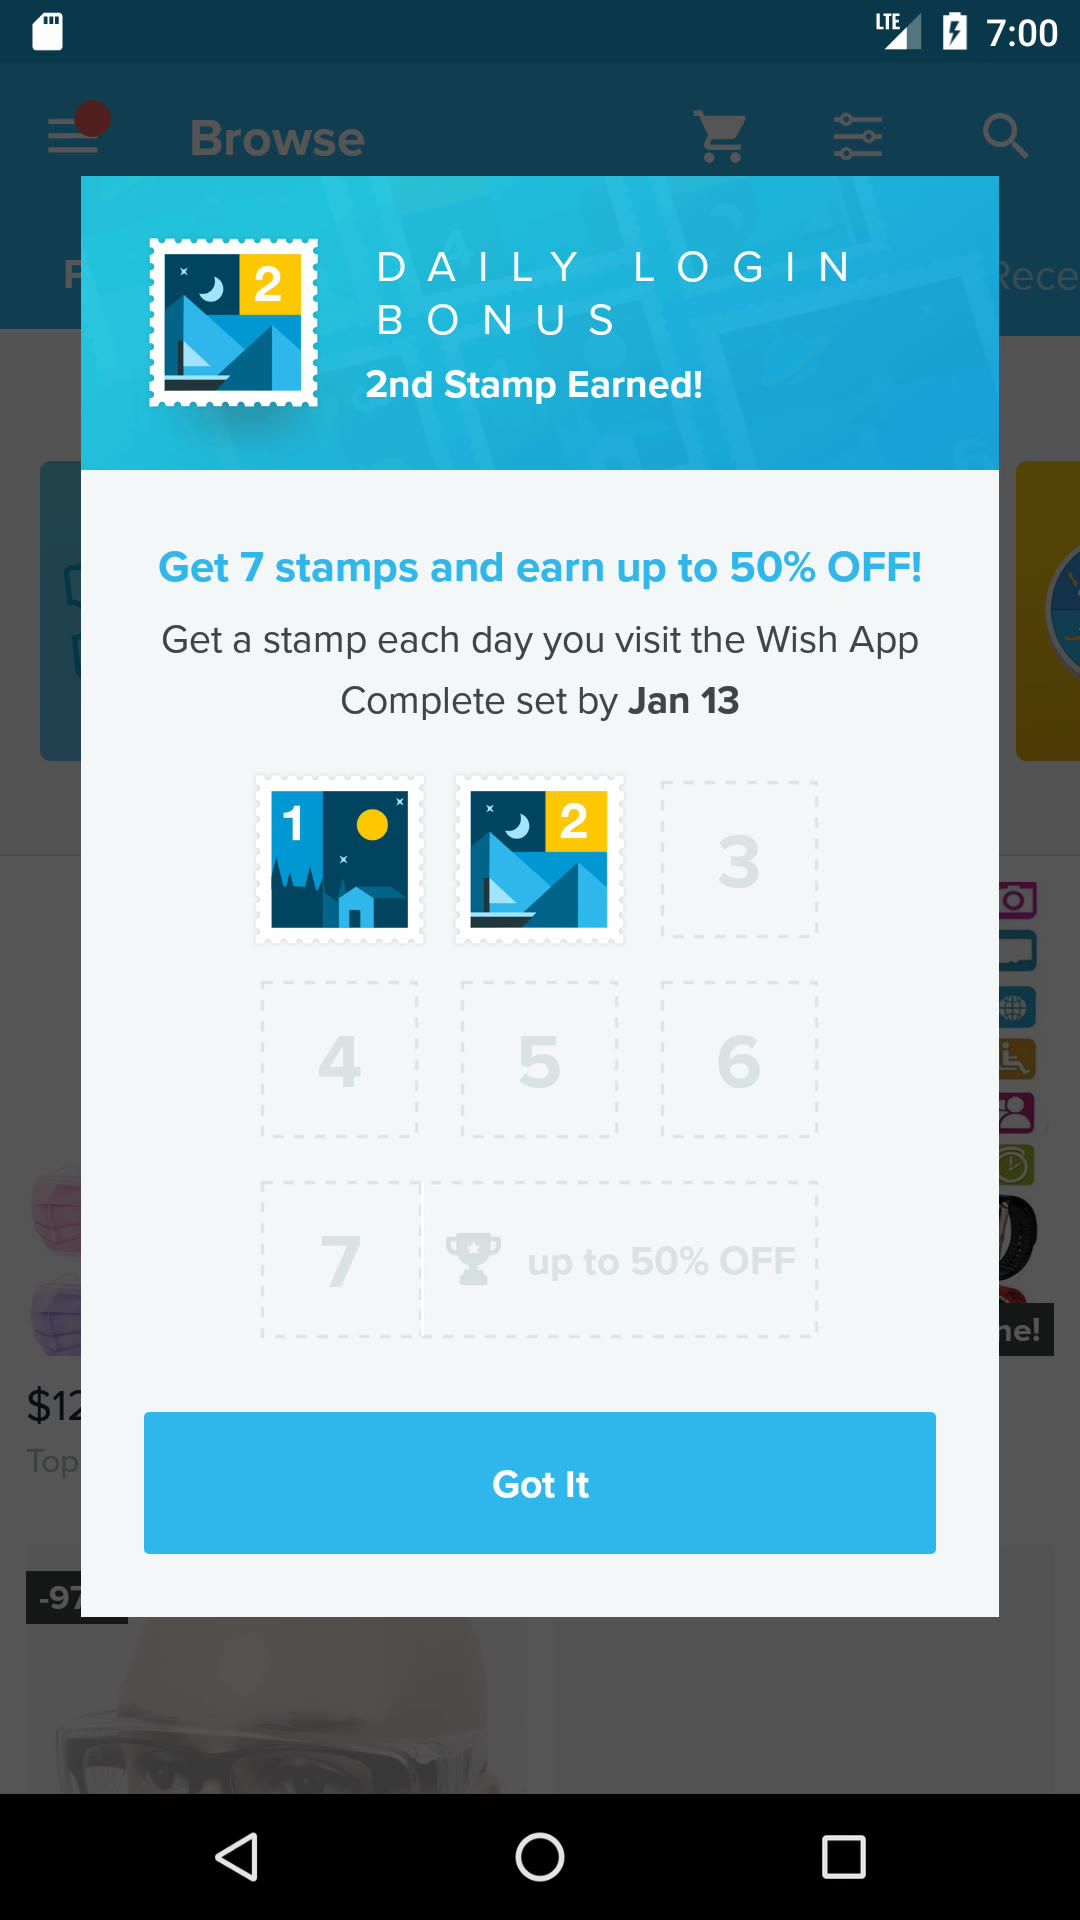 LTE 7:00
Browse
Rece
2
DAILY LOGIN
BONUS
2nd Stamp Earned!
Get 7 stamps and earn up to 50% OFF!
Get a stamp each day you visit the Wish App
Complete set by Jan 13
1 2 3
4 5 6
7 up to 50% OFF
ne!
$12
Top
Got It
-97